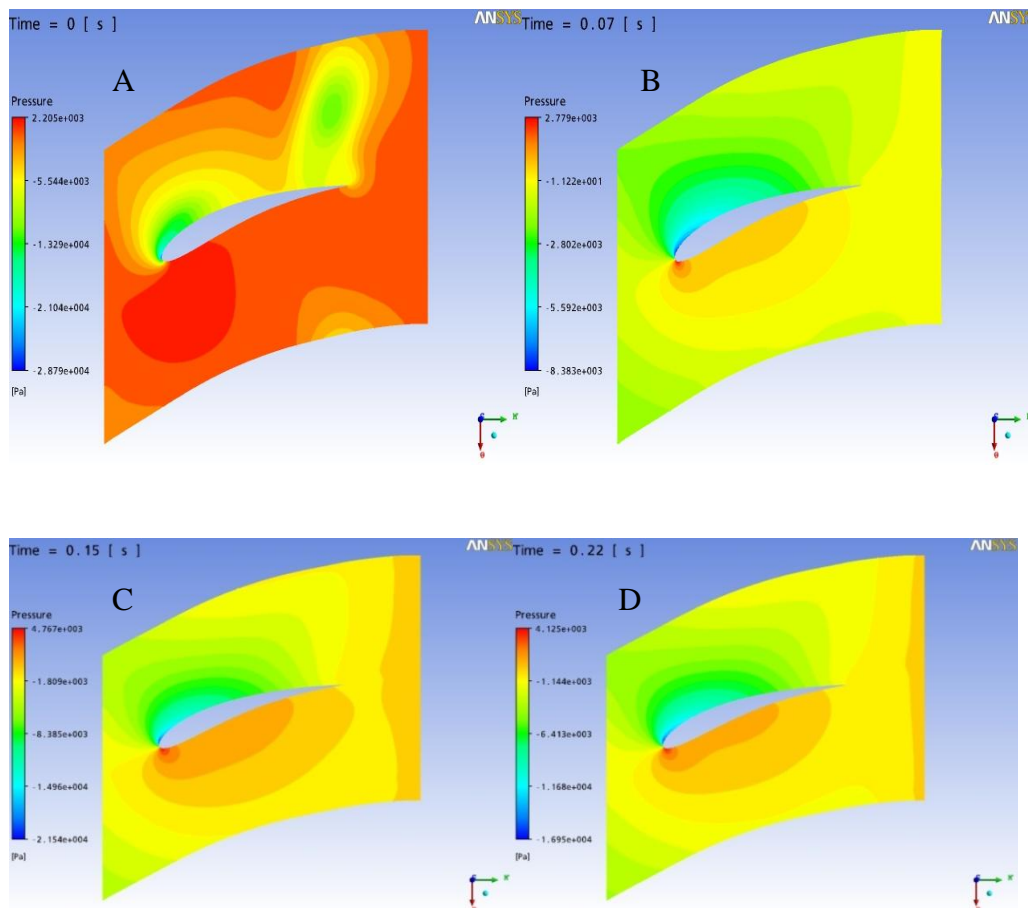 Time = 0 [ s ]
ANSYS
A
Pressure
2.205e+003
-5.544e+003
-1.329e+004
-2.104e+004
-2.879e+004
[Pa]
Time = 0.07 [ s ]
ANSYS
B
Pressure
2.779e+003
-1.122e+001
-2.802e+003
-5.592e+003
-8.383e+003
[Pa]
Time = 0.15 [ s ]
ANSYS
C
Pressure
4.767e+003
-1.809e+003
-8.385e+003
-1.496e+004
-2.154e+004
[Pa]
Time = 0.22 [ s ]
ANSYS
D
Pressure
4.125e+003
-1.144e+003
-6.413e+003
-1.168e+004
-1.695e+004
[Pa]